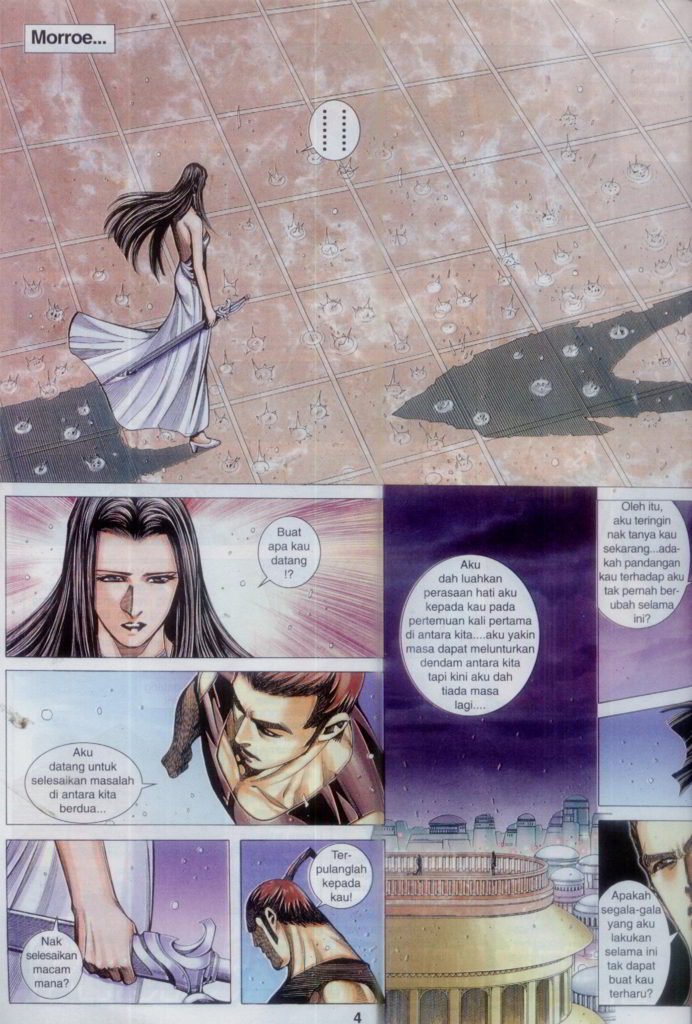 Morroe...
Buat
apa kau
datang
!?
Aku
datang untuk
selesaikan masalah
di antara kita
berdua...
Nak
selesaikan
macam
mana?
Ter-
pulanglah
kepada
kau!
Aku
dah luahkan
perasaan hati aku
kepada kau pada
pertemuan kali pertama
di antara kita....aku yakin
masa dapat melunturkan
dendam antara kita
tapi kini aku dah
tiada masa
lagi....
Oleh itu,
aku teringin
nak tanya kau
sekarang...ada-
kah pandangan
kau terhadap aku
tak pernah ber-
ubah selama
ini?
Apakah
segala-gala
yang aku
lakukan
selama ini
tak dapat
buat kau
terharu?
4